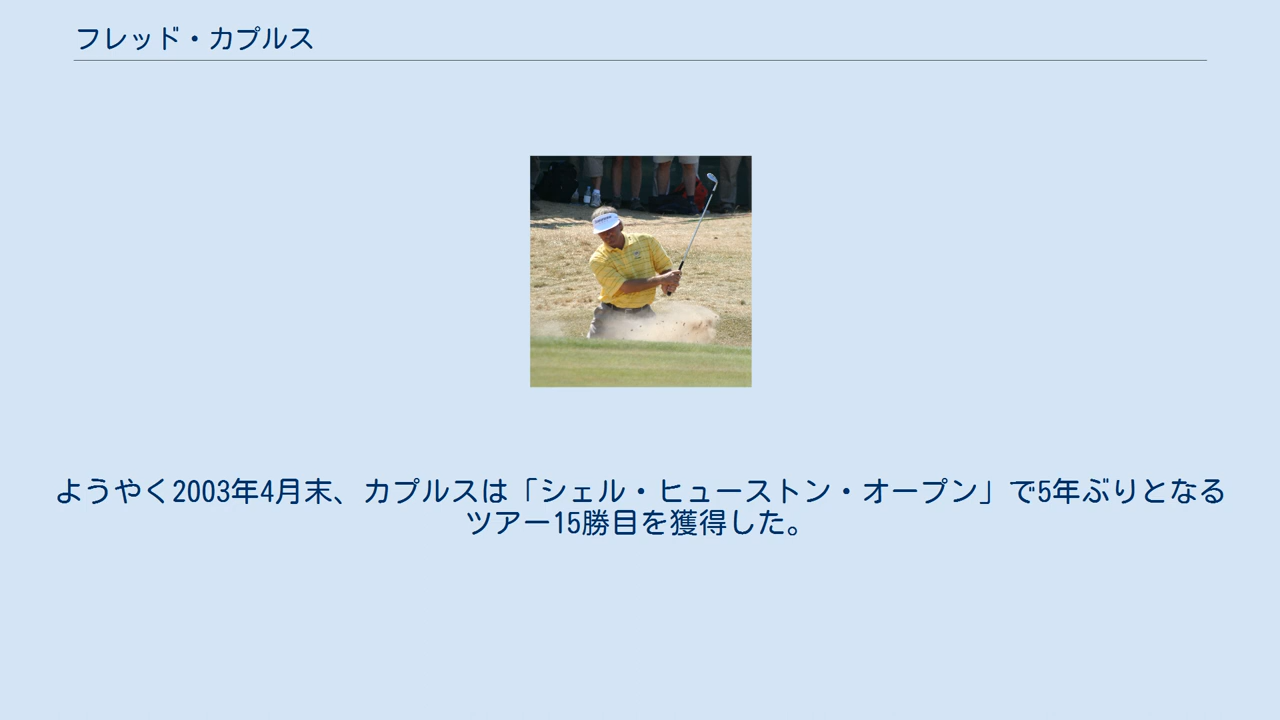 フレッド・カプルス
ようやく2003年4月末、カプルスは「シェル・ヒューストン・オープン」で5年ぶりとなる
ツアー15勝目を獲得した。